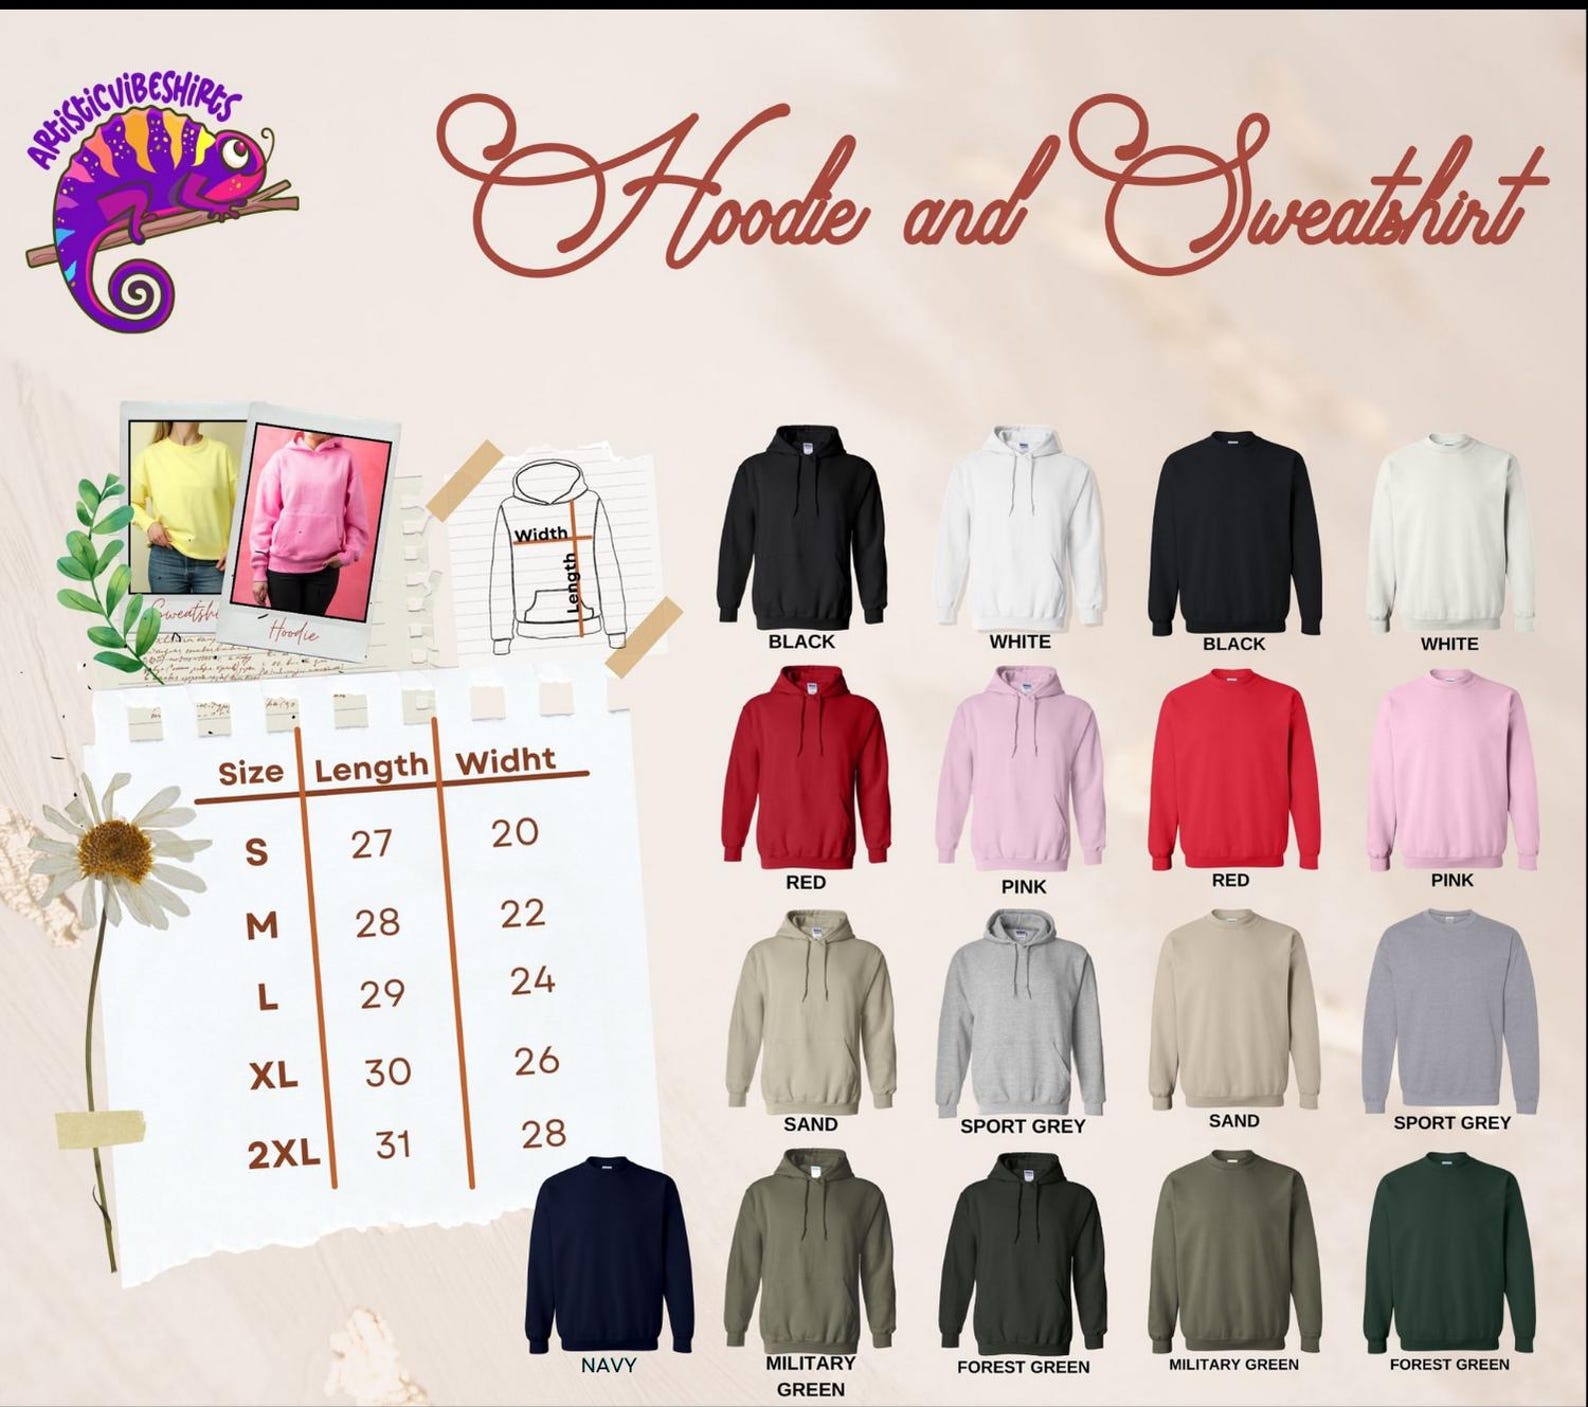 ARtiSticViBESHiRtS
Hoodie and Sweatshirt
Hoodie
Width
Length
Size Length Widht
S 27 20
M 28 22
L 29 24
XL 30 26
2XL 31 28
BLACK
WHITE
BLACK
WHITE
RED
PINK
RED
PINK
SAND
SPORT GREY
SAND
SPORT GREY
NAVY
MILITARY
GREEN
FOREST GREEN
MILITARY GREEN
FOREST GREEN